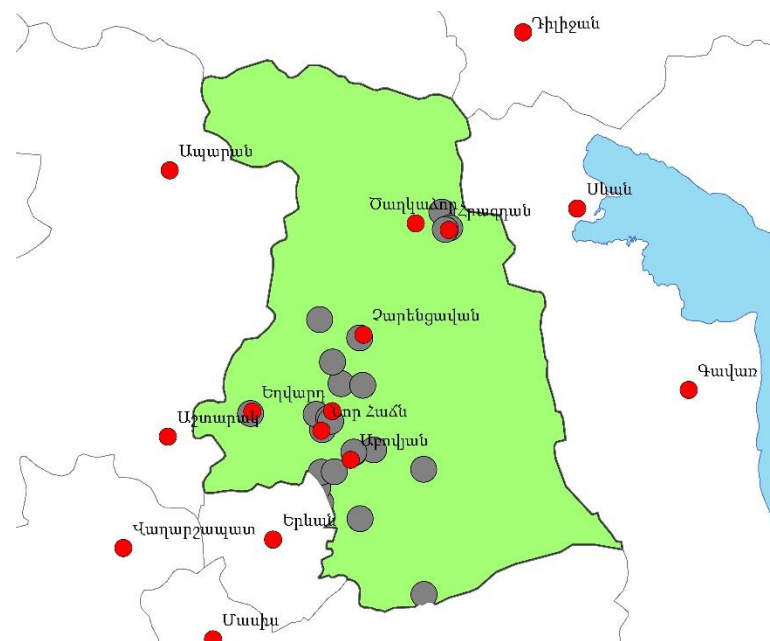 Դիլիջան
Ապարան
Սևան
Ծաղկաձոր
Հրազդան
Չարենցավան
Գավառ
Եղվարդ
Նոր Հաճն
Աշտարակ
Աբովյան
Վաղարշապատ
Երևան
Մասիս